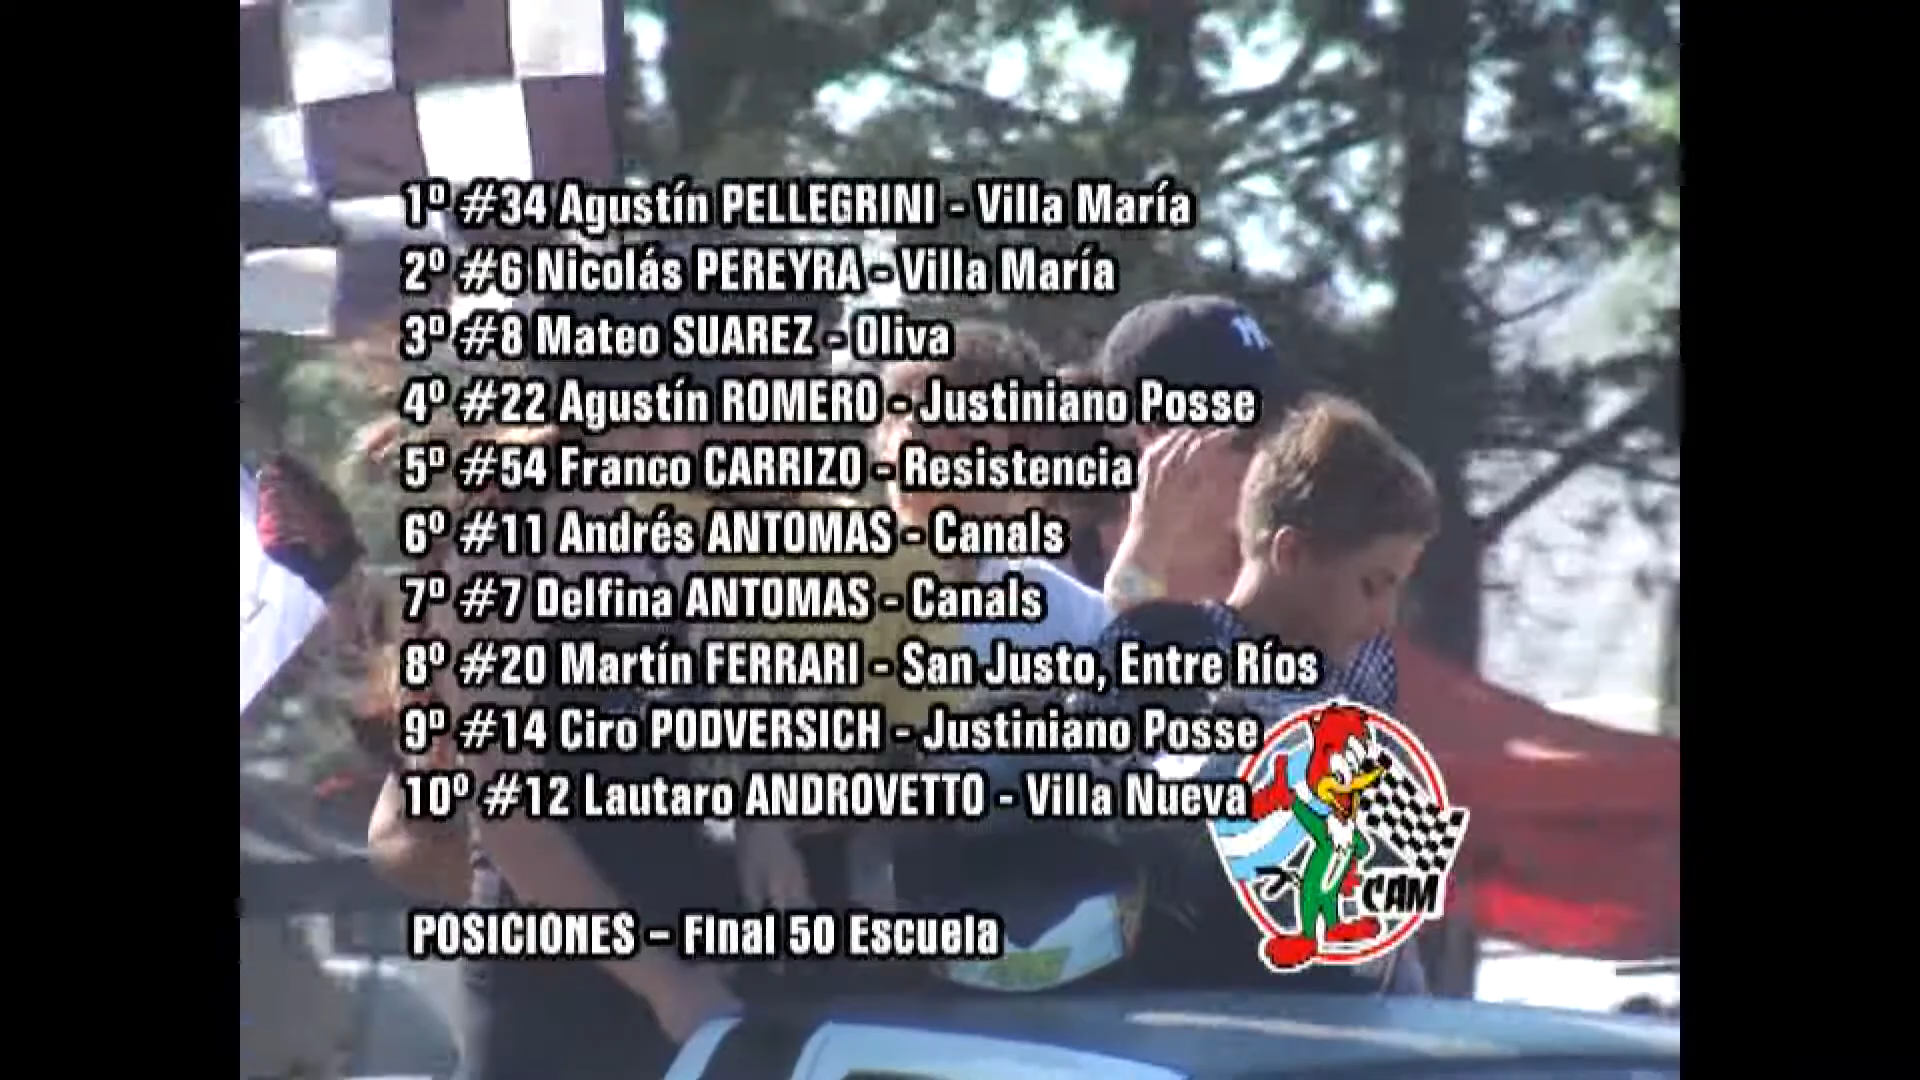 1º #34 Agustín PELLEGRINI - Villa María
2º #6 Nicolás PEREYRA - Villa María
3º #8 Mateo SUAREZ - Oliva
4º #22 Agustín ROMERO - Justiniano Posse
5º #54 Franco CARRIZO - Resistencia
6º #11 Andrés ANTOMAS - Canals
7º #7 Delfina ANTOMAS - Canals
8º #20 Martín FERRARI - San Justo, Entre Ríos
9º #14 Ciro PODVERSICH - Justiniano Posse
10º #12 Lautaro ANDROVETTO - Villa Nueva
CAM
POSICIONES - Final 50 Escuela